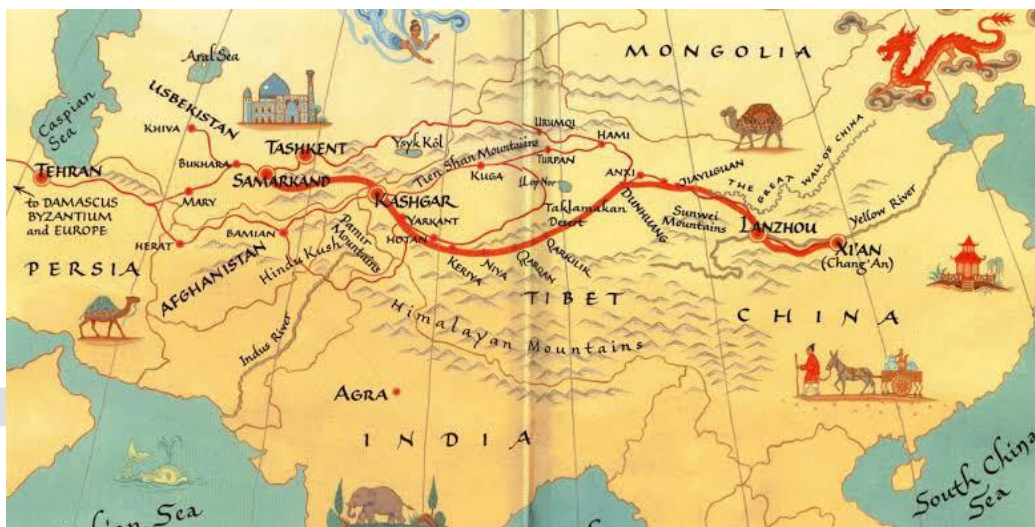 MONGOLIA
Aral Sea
Caspian
Sea
USBEKISTAN
KHIVA
BUKHARA
TASHKENT
SAMARKAND
Ysyk Köl
Tien Shan Mountains
URUMQI
HAMI
TURPAN
KUGA
Lop Nor
TEHRAN
to DAMASCUS
BYZANTIUM
and EUROPE
MARY
HERAT
BAMIAN
KASHGAR
YARKANT
HOTAN
Pamir
Mountains
Hindu Kush
AFGHANISTAN
PERSIA
KERIYA
NIYA
QARQAN
QARKILIK
Taklamakan
Desert
DUNHUANG
ANXI
JIAYUGUAN
THE GREAT
WALL OF CHINA
Sunwei
Mountains
LANZHOU
Yellow River
XI'AN
(Chang'An)
TIBET
CHINA
Himalayan Mountains
Indus River
AGRA
INDIA
South China
Sea
Sea